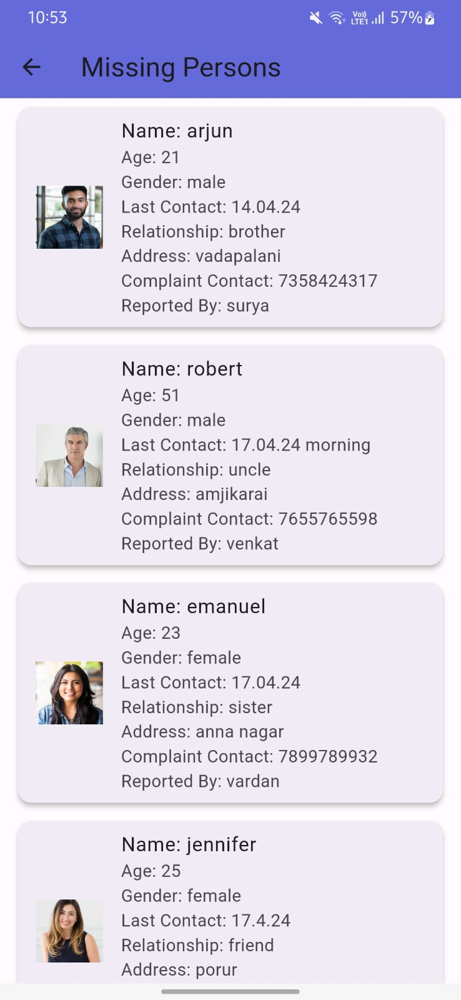 10:53
Vo)) LTE1 57%
Missing Persons
Name: arjun
Age: 21
Gender: male
Last Contact: 14.04.24
Relationship: brother
Address: vadapalani
Complaint Contact: 7358424317
Reported By: surya
Name: robert
Age: 51
Gender: male
Last Contact: 17.04.24 morning
Relationship: uncle
Address: amjikarai
Complaint Contact: 7655765598
Reported By: venkat
Name: emanuel
Age: 23
Gender: female
Last Contact: 17.04.24
Relationship: sister
Address: anna nagar
Complaint Contact: 7899789932
Reported By: vardan
Name: jennifer
Age: 25
Gender: female
Last Contact: 17.4.24
Relationship: friend
Address: porur